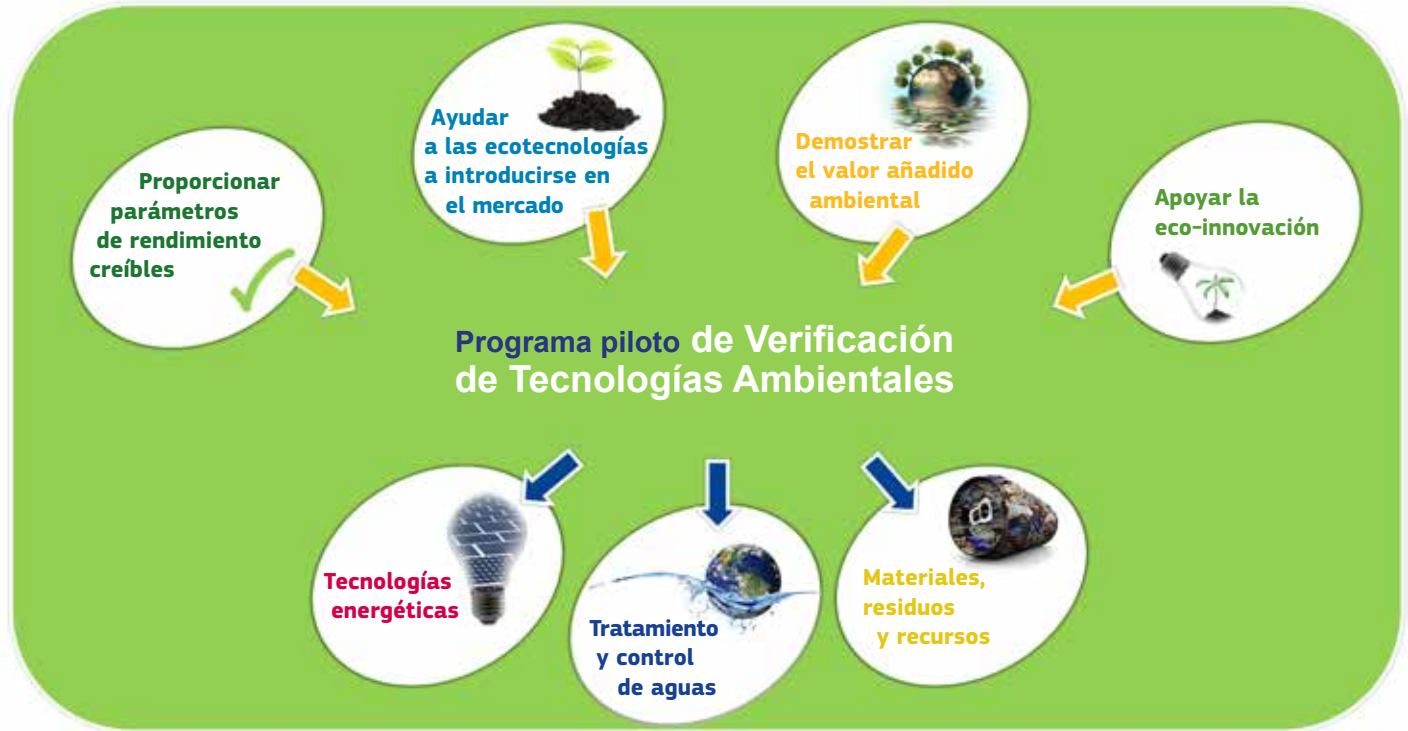 Proporcionar
parámetros
de rendimiento
creíbles
Ayudar
a las ecotecnologías
a introducirse en
el mercado
Demostrar
el valor añadido
ambiental
Apoyar la
eco-innovación
Programa piloto de Verificación
de Tecnologías Ambientales
Tecnologías
energéticas
Tratamiento
y control
de aguas
Materiales,
residuos
y recursos